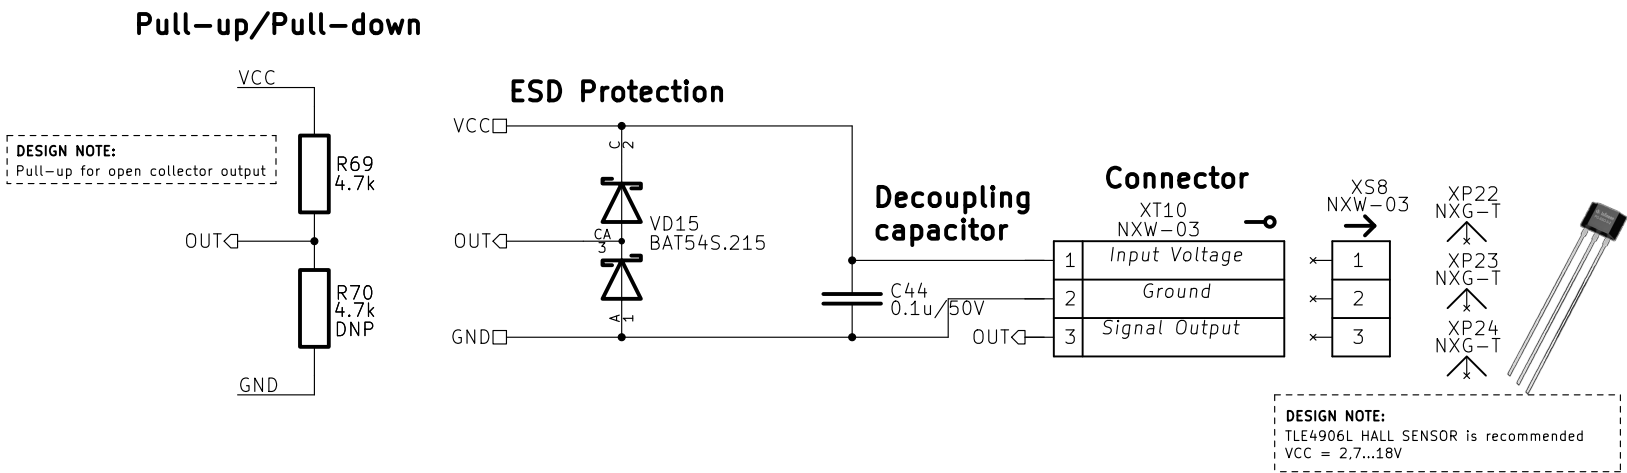 Pull-up/Pull-down
VCC
DESIGN NOTE:
Pull-up for open collector output
R69
4.7k
OUT
R70
4.7k
DNP
GND
ESD Protection
VCC
C
2
VD15
BAT54S.215
OUT
CA
3
A
1
GND
Decoupling
capacitor
C44
0.1u/50V
Connector
XT10
NXW-03
1 Input Voltage
2 Ground
OUT
3 Signal Output
XS8
NXW-03
1
2
3
XP22
NXG-T
XP23
NXG-T
XP24
NXG-T
DESIGN NOTE:
TLE4906L HALL SENSOR is recommended
VCC = 2,7...18V